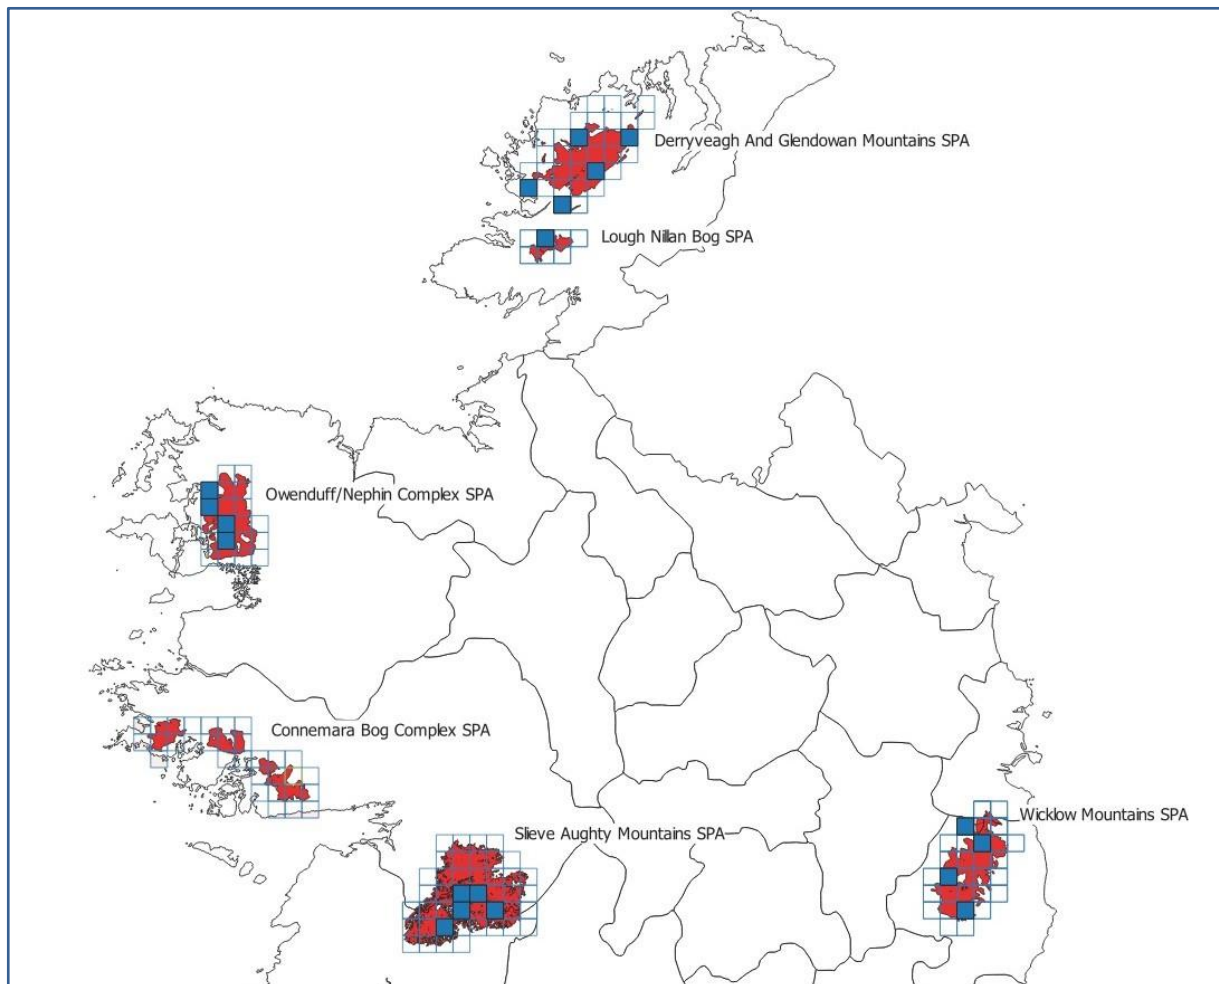 Derryveagh And Glendowan Mountains SPA
Lough Nillan Bog SPA
Owenduff/Nephin Complex SPA
Connemara Bog Complex SPA
Slieve Aughty Mountains SPA
Wicklow Mountains SPA